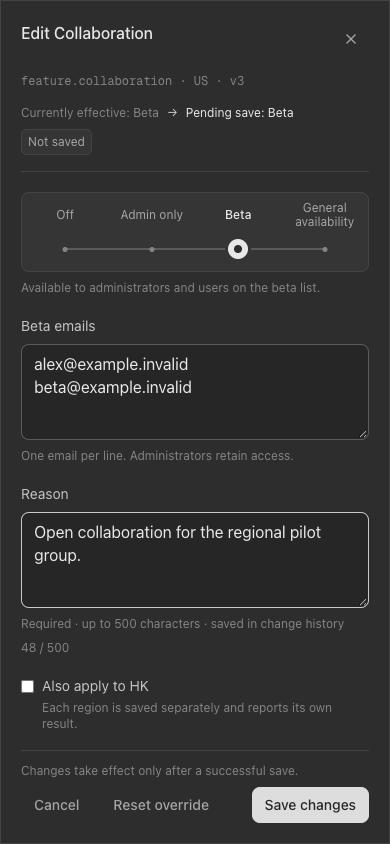 Edit Collaboration
feature.collaboration · US · v3
Currently effective: Beta → Pending save: Beta
Not saved
Off
Admin only
Beta
General
availability
Available to administrators and users on the beta list.
Beta emails
alex@example.invalid
beta@example.invalid
One email per line. Administrators retain access.
Reason
Open collaboration for the regional pilot
group.
Required · up to 500 characters · saved in change history
48 / 500
Also apply to HK
Each region is saved separately and reports its own
result.
Changes take effect only after a successful save.
Cancel
Reset override
Save changes